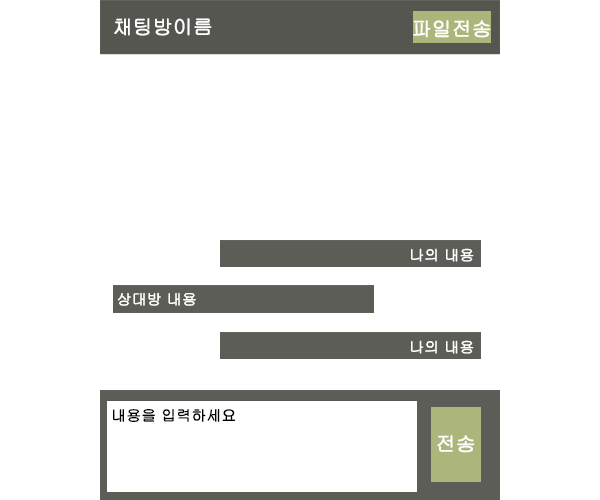 채팅방이름
파일전송
나의 내용
상대방 내용
나의 내용
내용을 입력하세요
전송